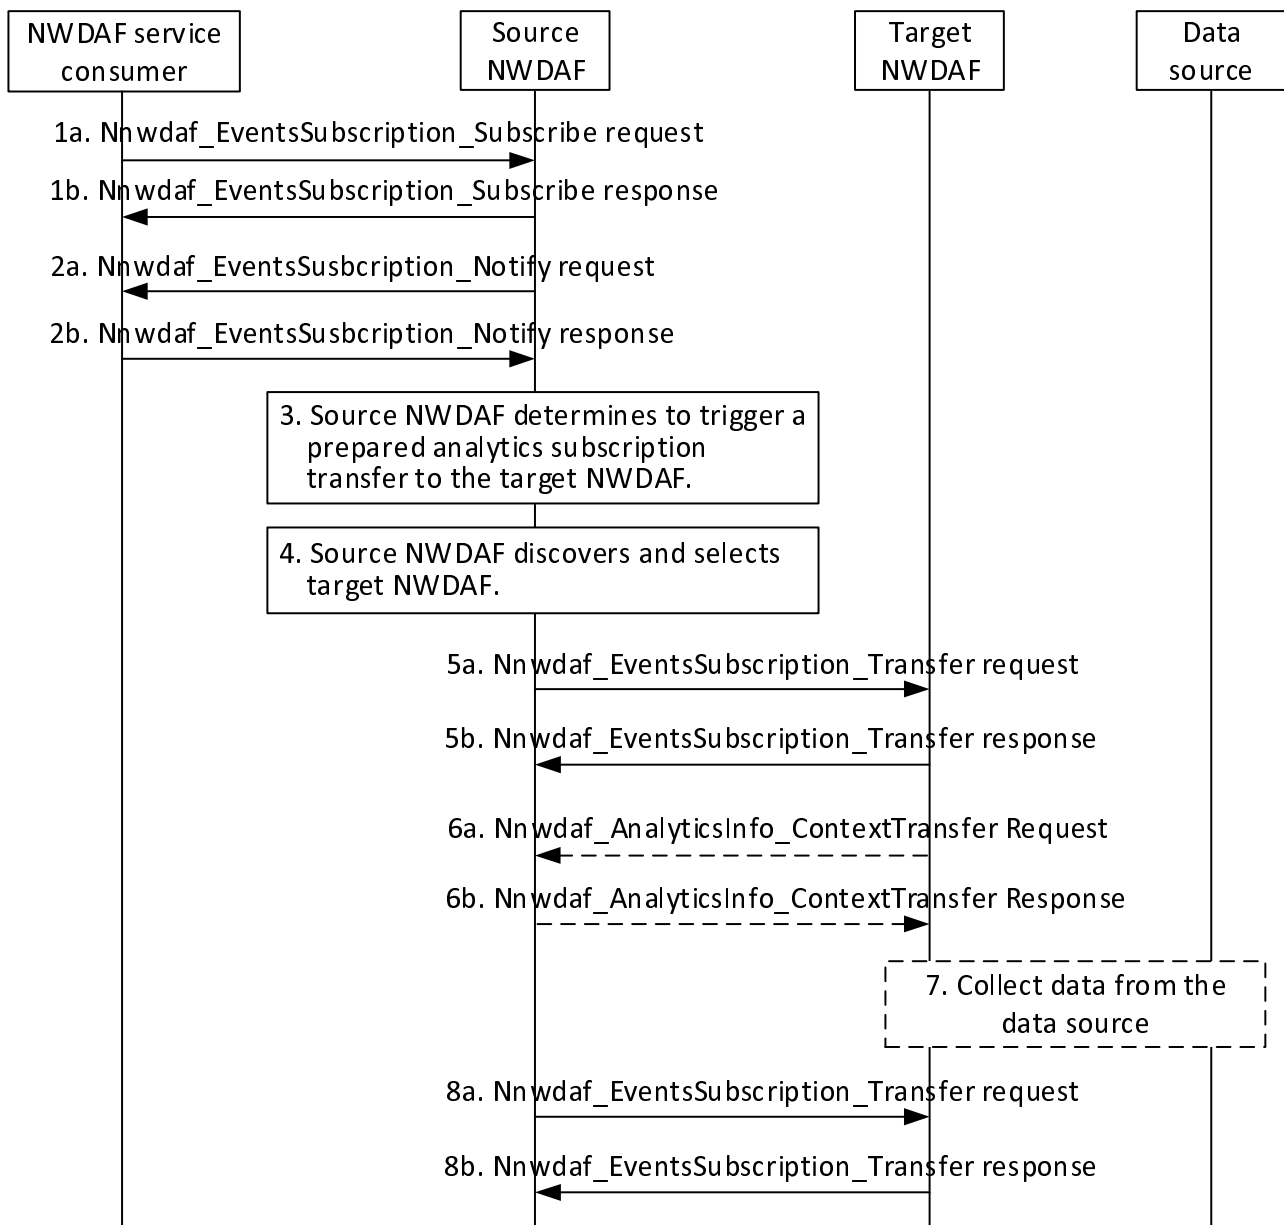 NWDAF service
consumer
Source
NWDAF
Target
NWDAF
Data
source
1a. Nnwdaf_EventsSubscription_Subscribe request
1b. Nnwdaf_EventsSubscription_Subscribe response
2a. Nnwdaf_EventsSusbcription_Notify request
2b. Nnwdaf_EventsSusbcription_Notify response
3. Source NWDAF determines to trigger a
prepared analytics subscription
transfer to the target NWDAF.
4. Source NWDAF discovers and selects
target NWDAF.
5a. Nnwdaf_EventsSubscription_Transfer request
5b. Nnwdaf_EventsSubscription_Transfer response
6a. Nnwdaf_AnalyticsInfo_ContextTransfer Request
6b. Nnwdaf_AnalyticsInfo_ContextTransfer Response
7. Collect data from the
data source
8a. Nnwdaf_EventsSubscription_Transfer request
8b. Nnwdaf_EventsSubscription_Transfer response